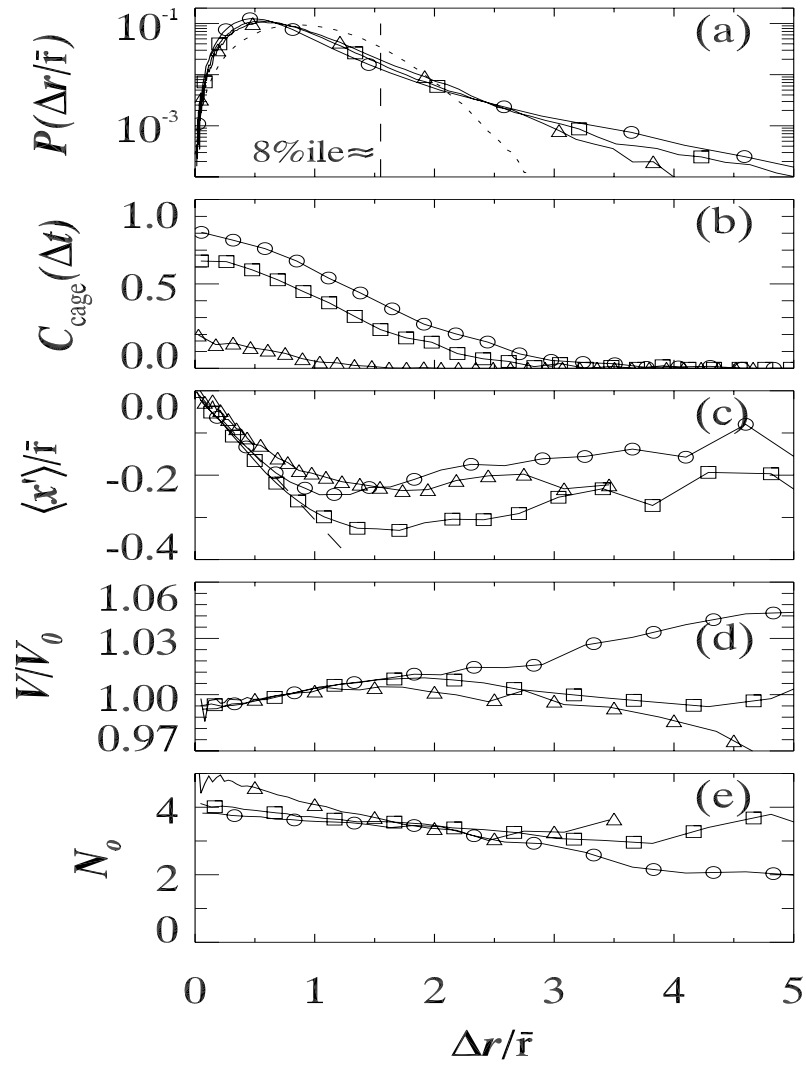 10⁻¹
10⁻³
P(Δr/r̄)
(a)
8%ile≈
1.0
0.5
0.0
C_cage(Δt)
(b)
0.0
-0.2
-0.4
⟨x'⟩/r̄
(c)
1.06
1.03
1.00
0.97
V/V₀
(d)
4
2
0
Nₒ
(e)
0 1 2 3 4 5
Δr/r̄